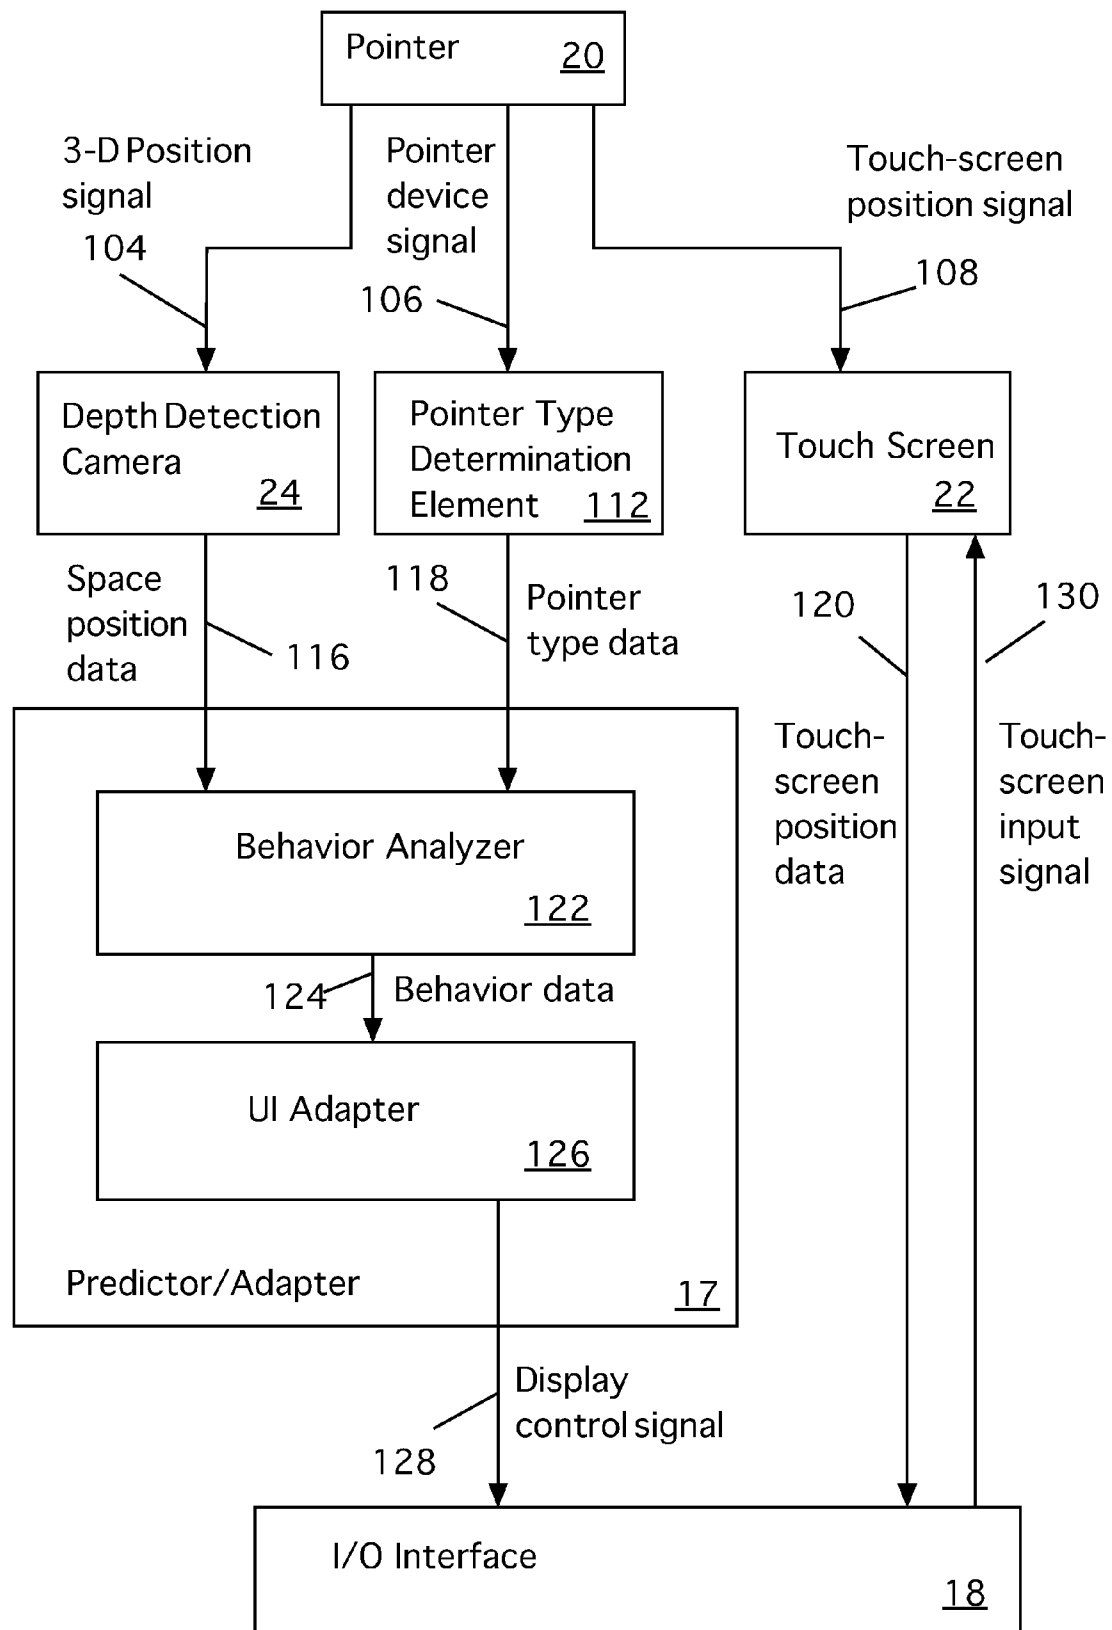 Pointer
20
3-D Position
signal
104
Pointer
device
signal
106
Touch-screen
position signal
108
Depth Detection
Camera
24
Pointer Type
Determination
Element
112
Touch Screen
22
Space
position
data
116
118
Pointer
type data
120
130
Touch-
screen
position
data
Touch-
screen
input
signal
Behavior Analyzer
122
124
Behavior data
UI Adapter
126
Predictor/Adapter
17
Display
control signal
128
I/O Interface
18